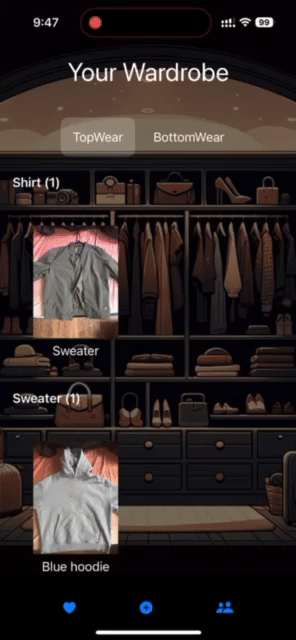 9:47
99
Your Wardrobe
TopWear BottomWear
Shirt (1)
Sweater
Sweater (1)
Blue hoodie